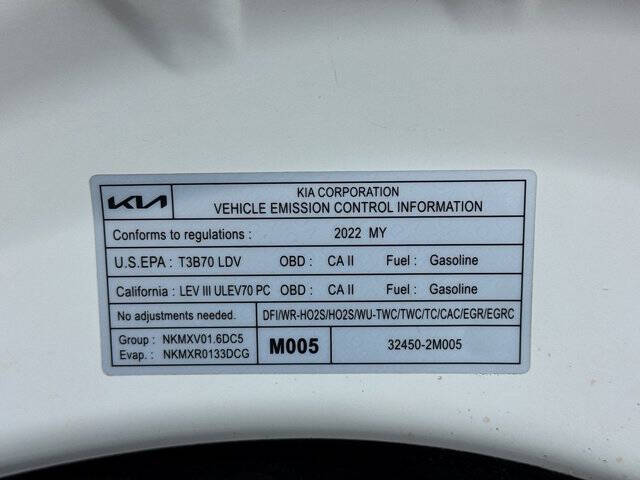 KIA
KIA CORPORATION
VEHICLE EMISSION CONTROL INFORMATION
Conforms to regulations : 2022 MY
U.S.EPA : T3B70 LDV OBD : CA II Fuel : Gasoline
California : LEV III ULEV70 PC OBD : CA II Fuel : Gasoline
No adjustments needed. DFI/WR-HO2S/HO2S/WU-TWC/TWC/TC/CAC/EGR/EGRC
Group : NKMXV01.6DC5
Evap. : NKMXR0133DCG
M005
32450-2M005